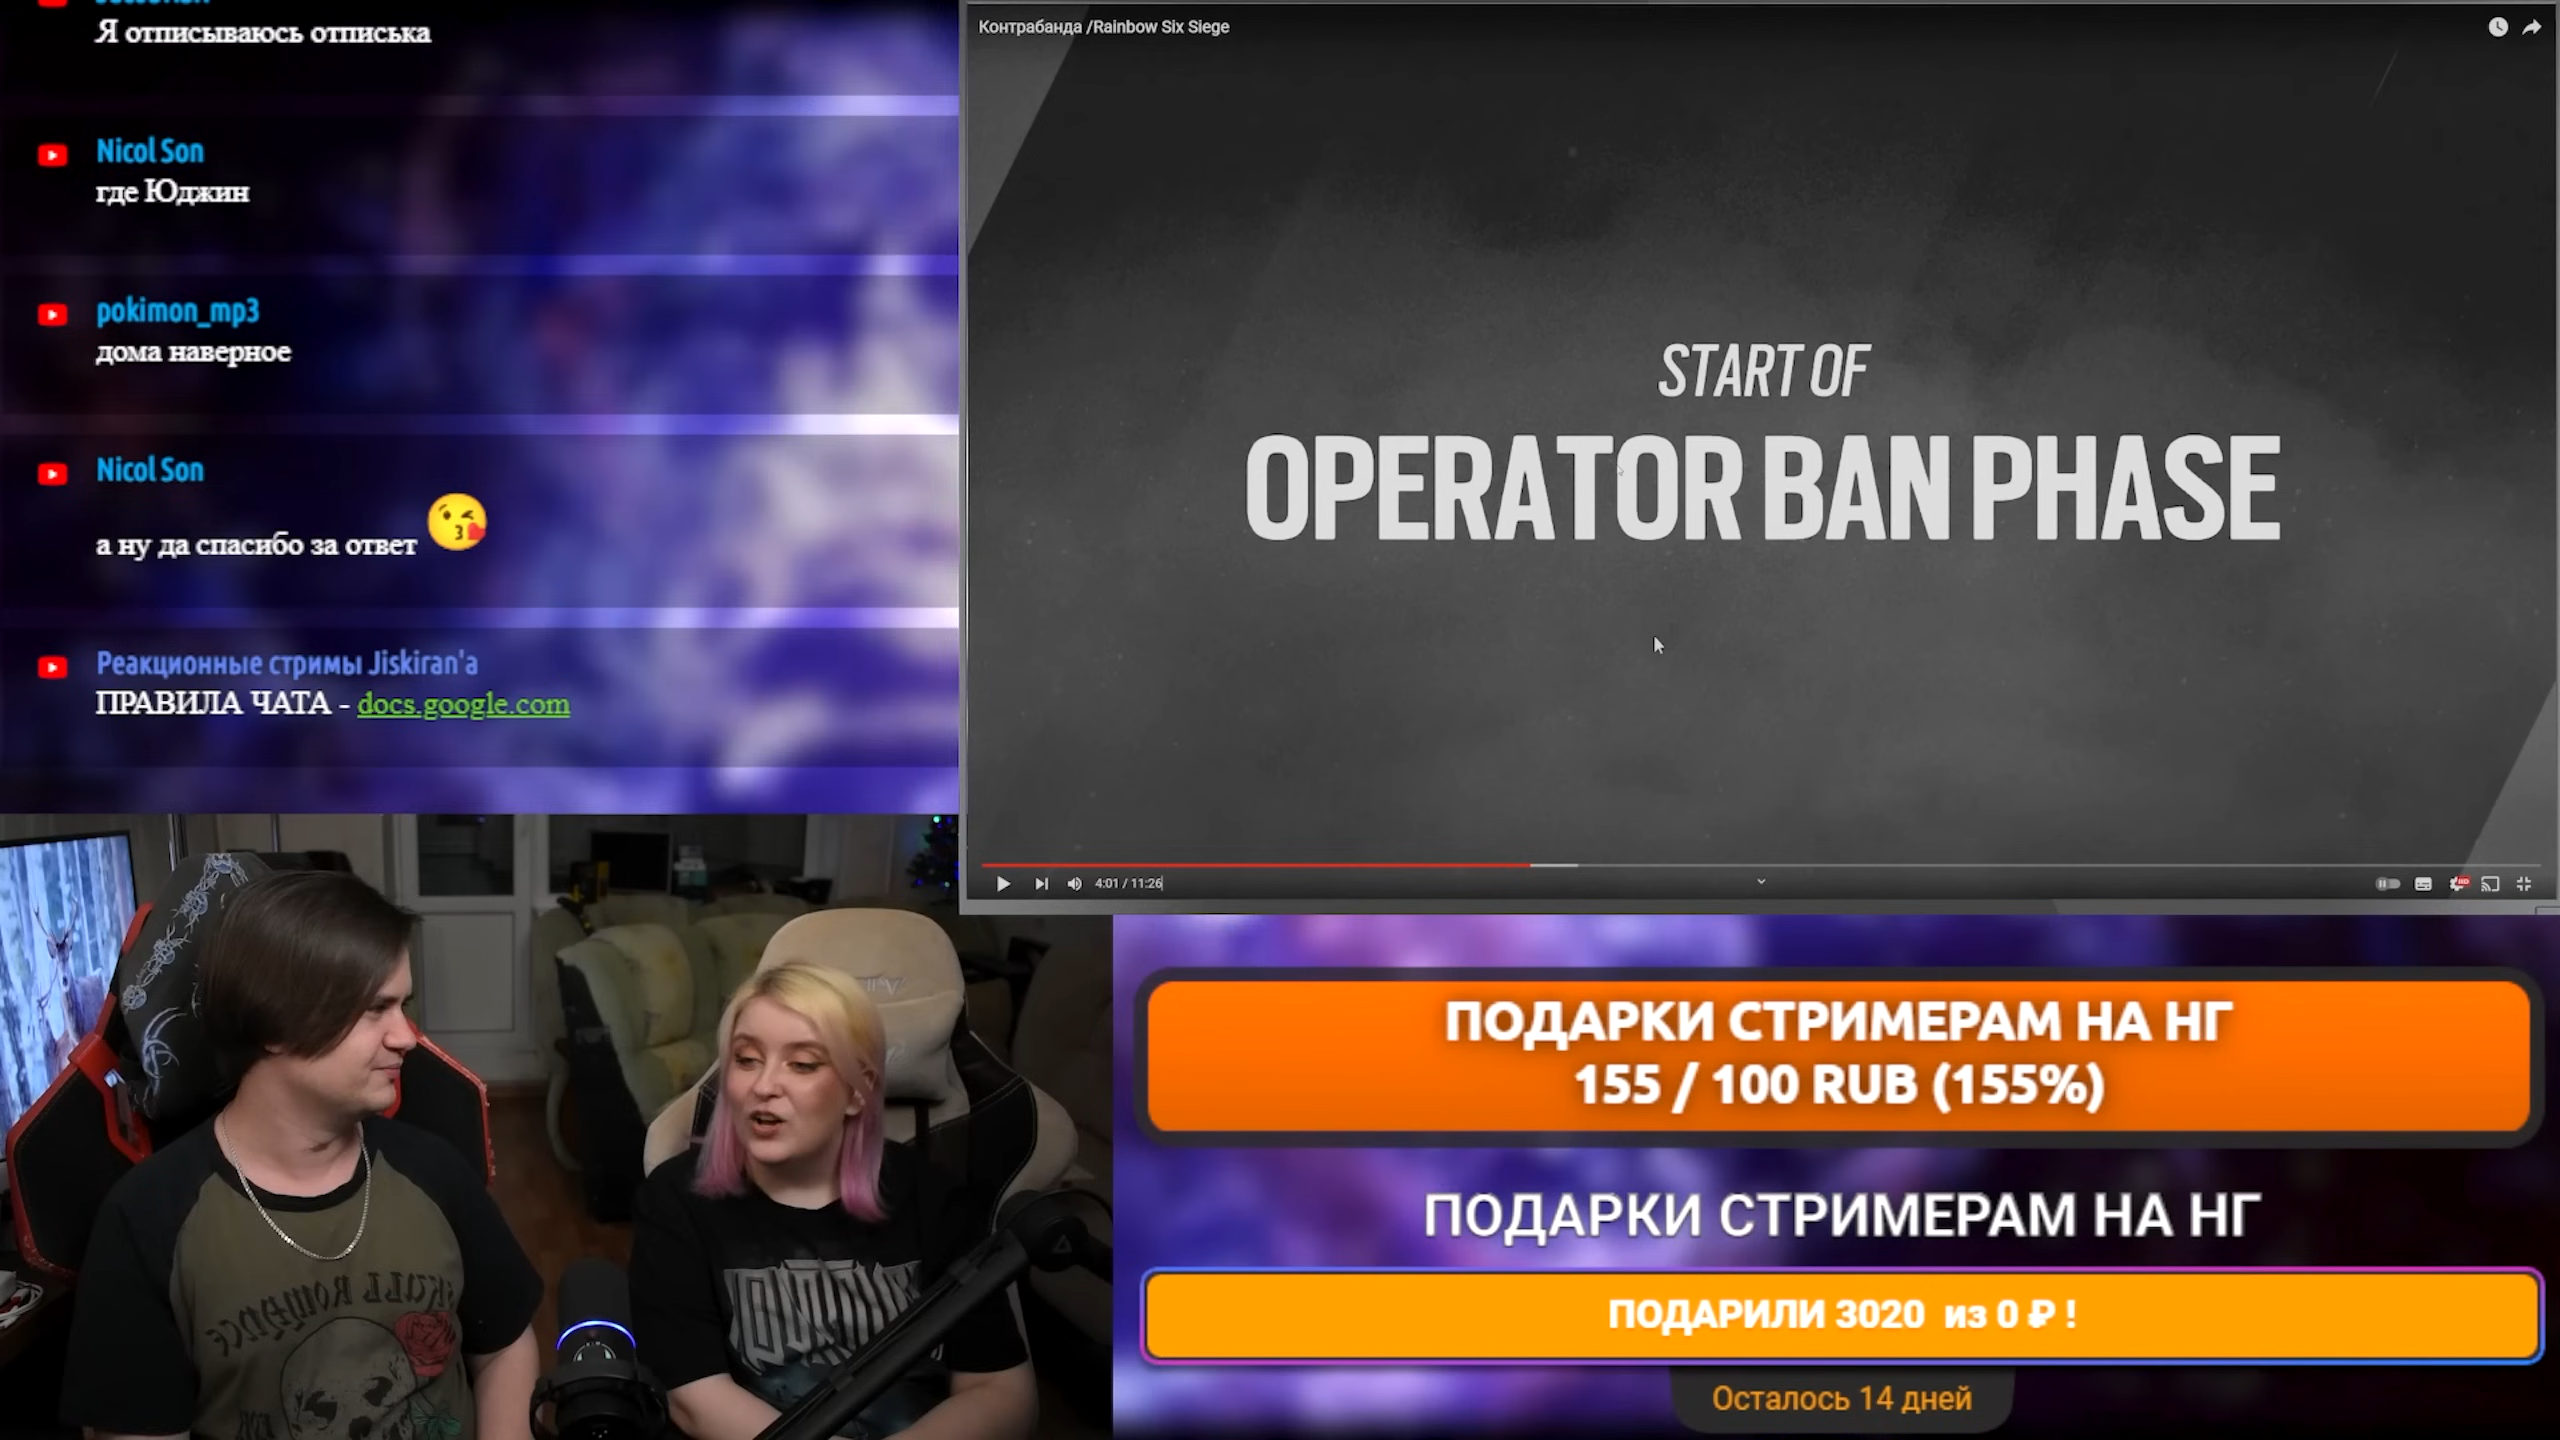 Я отписываюсь отписька
Nicol Son
где Юджин
pokimon_mp3
дома наверное
Nicol Son
а ну да спасибо за ответ
Реакционные стримы Jiskiran'a
ПРАВИЛА ЧАТА - docs.google.com
Контрабанда /Rainbow Six Siege
START OF
OPERATOR BAN PHASE
4:01 / 11:26
ПОДАРКИ СТРИМЕРАМ НА НГ
155 / 100 RUB (155%)
ПОДАРКИ СТРИМЕРАМ НА НГ
ПОДАРИЛИ 3020 из 0 ₽ !
Осталось 14 дней